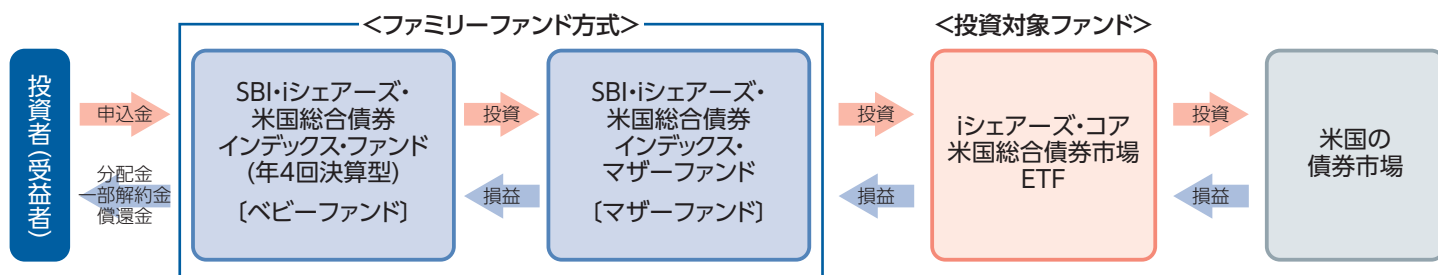 <ファミリーファンド方式>
<投資対象ファンド>
投資者(受益者)
申込金
分配金
一部解約金
償還金
SBI・iシェアーズ・
米国総合債券
インデックス・ファンド
(年4回決算型)
〔ベビーファンド〕
投資
損益
SBI・iシェアーズ・
米国総合債券
インデックス・
マザーファンド
〔マザーファンド〕
投資
損益
iシェアーズ・コア
米国総合債券市場
ETF
投資
損益
米国の
債券市場